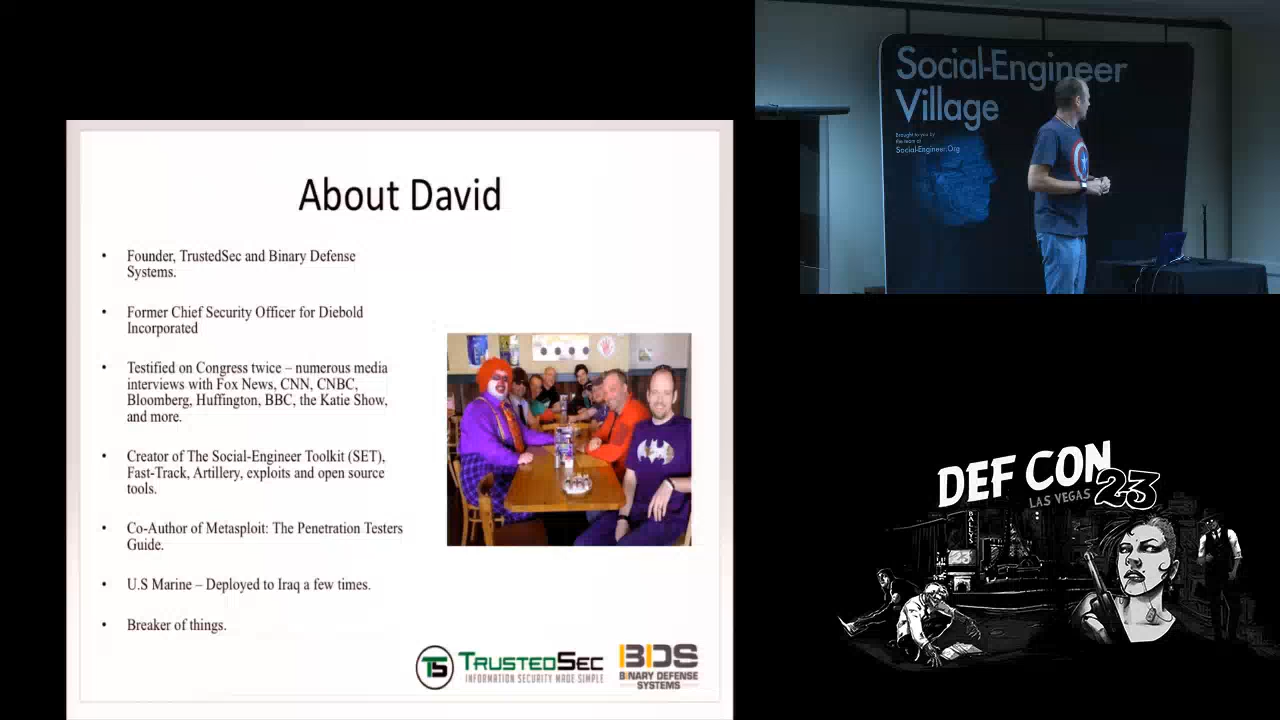 Social-Engineer
Village
Brought to you by
the team at
Social-Engineer.Org
About David
• Founder, TrustedSec and Binary Defense
Systems.
• Former Chief Security Officer for Diebold
Incorporated
• Testified on Congress twice – numerous media
interviews with Fox News, CNN, CNBC,
Bloomberg, Huffington, BBC, the Katie Show,
and more.
• Creator of The Social-Engineer Toolkit (SET),
Fast-Track, Artillery, exploits and open source
tools.
• Co-Author of Metasploit: The Penetration Testers
Guide.
• U.S Marine – Deployed to Iraq a few times.
• Breaker of things.
TS TRUSTEDSEC
INFORMATION SECURITY MADE SIMPLE
BDS
BINARY DEFENSE
SYSTEMS
DEF CON
LAS VEGAS 23
BALLYS
23